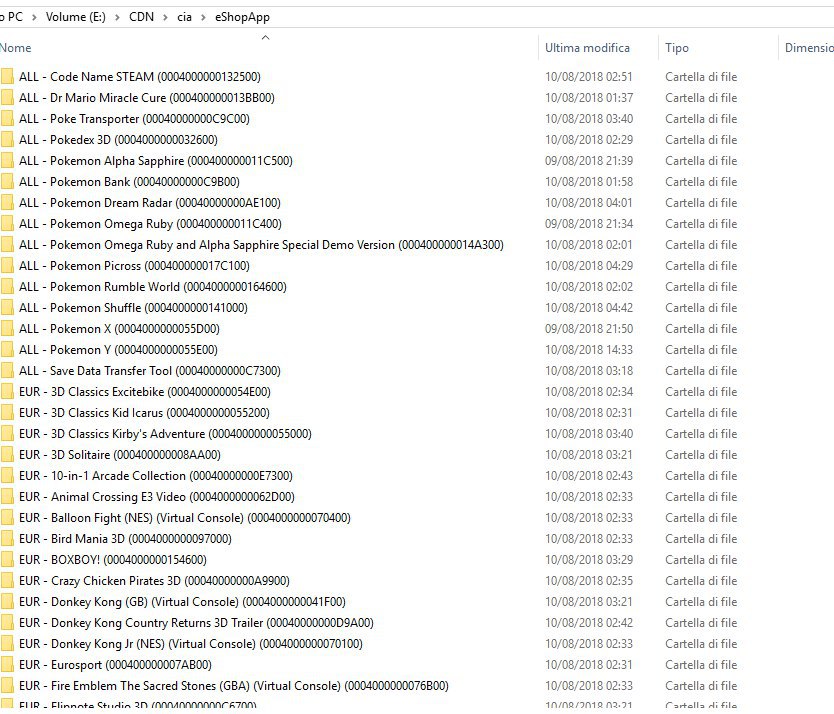 o PC > Volume (E:) > CDN > cia > eShopApp
Nome Ultima modifica Tipo Dimensio
ALL - Code Name STEAM (0004000000132500) 10/08/2018 02:51 Cartella di file
ALL - Dr Mario Miracle Cure (000400000013BB00) 10/08/2018 01:37 Cartella di file
ALL - Poke Transporter (00040000000C9C00) 10/08/2018 03:40 Cartella di file
ALL - Pokedex 3D (0004000000032600) 10/08/2018 02:29 Cartella di file
ALL - Pokemon Alpha Sapphire (000400000011C500) 09/08/2018 21:39 Cartella di file
ALL - Pokemon Bank (00040000000C9B00) 10/08/2018 01:58 Cartella di file
ALL - Pokemon Dream Radar (00040000000AE100) 10/08/2018 04:01 Cartella di file
ALL - Pokemon Omega Ruby (000400000011C400) 09/08/2018 21:34 Cartella di file
ALL - Pokemon Omega Ruby and Alpha Sapphire Special Demo Version (000400000014A300) 10/08/2018 02:01 Cartella di file
ALL - Pokemon Picross (000400000017C100) 10/08/2018 04:29 Cartella di file
ALL - Pokemon Rumble World (0004000000164600) 10/08/2018 02:02 Cartella di file
ALL - Pokemon Shuffle (0004000000141000) 10/08/2018 04:42 Cartella di file
ALL - Pokemon X (0004000000055D00) 09/08/2018 21:50 Cartella di file
ALL - Pokemon Y (0004000000055E00) 10/08/2018 14:33 Cartella di file
ALL - Save Data Transfer Tool (00040000000C7300) 10/08/2018 03:18 Cartella di file
EUR - 3D Classics Excitebike (0004000000054E00) 10/08/2018 02:34 Cartella di file
EUR - 3D Classics Kid Icarus (0004000000055200) 10/08/2018 02:31 Cartella di file
EUR - 3D Classics Kirby's Adventure (0004000000055000) 10/08/2018 03:40 Cartella di file
EUR - 3D Solitaire (000400000008AA00) 10/08/2018 03:21 Cartella di file
EUR - 10-in-1 Arcade Collection (00040000000E7300) 10/08/2018 02:43 Cartella di file
EUR - Animal Crossing E3 Video (0004000000062D00) 10/08/2018 02:33 Cartella di file
EUR - Balloon Fight (NES) (Virtual Console) (0004000000070400) 10/08/2018 02:33 Cartella di file
EUR - Bird Mania 3D (0004000000097000) 10/08/2018 02:33 Cartella di file
EUR - BOXBOY! (0004000000154600) 10/08/2018 03:29 Cartella di file
EUR - Crazy Chicken Pirates 3D (00040000000A9900) 10/08/2018 02:35 Cartella di file
EUR - Donkey Kong (GB) (Virtual Console) (0004000000041F00) 10/08/2018 03:21 Cartella di file
EUR - Donkey Kong Country Returns 3D Trailer (00040000000D9A00) 10/08/2018 02:42 Cartella di file
EUR - Donkey Kong Jr (NES) (Virtual Console) (0004000000070100) 10/08/2018 02:33 Cartella di file
EUR - Eurosport (000400000007AB00) 10/08/2018 02:31 Cartella di file
EUR - Fire Emblem The Sacred Stones (GBA) (Virtual Console) (0004000000076B00) 10/08/2018 02:33 Cartella di file
EUR - Flipnote Studio 3D (00040000000C6700) 10/08/2018 03:21 Cartella di file